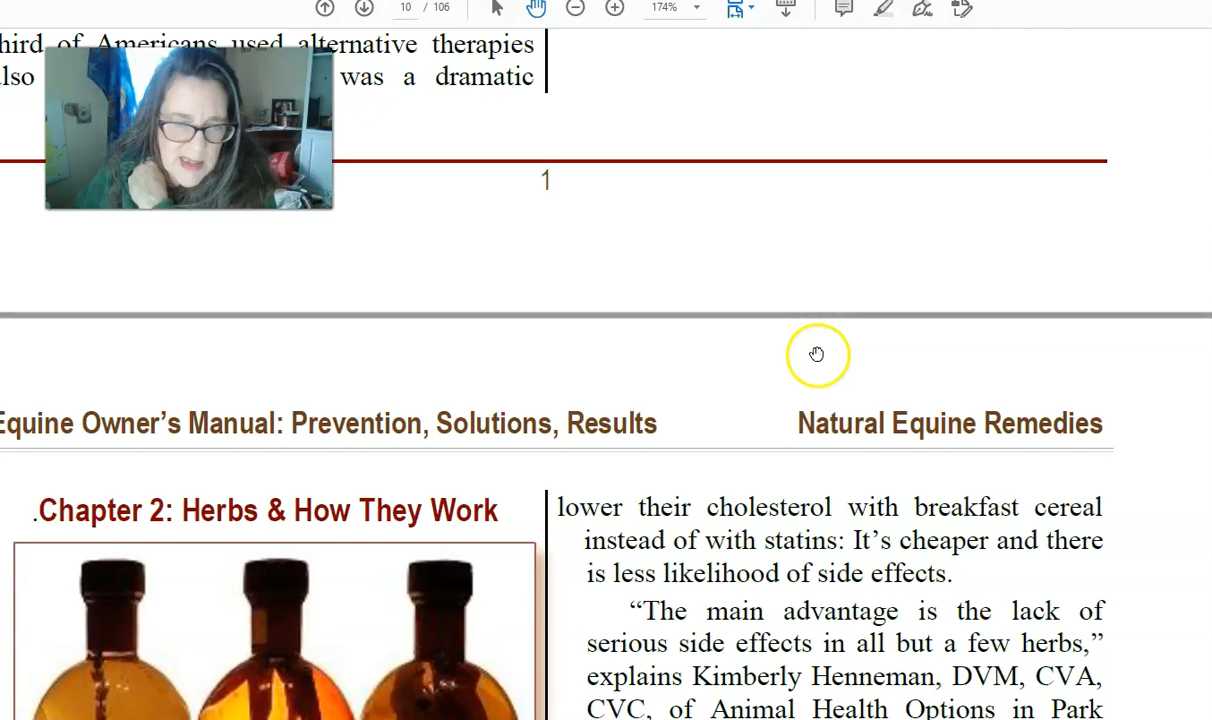 10 / 106
174%
hird of Americans used alternative therapies
lso was a dramatic
1
Equine Owner’s Manual: Prevention, Solutions, Results
Natural Equine Remedies
.Chapter 2: Herbs & How They Work
lower their cholesterol with breakfast cereal
instead of with statins: It’s cheaper and there
is less likelihood of side effects.
“The main advantage is the lack of
serious side effects in all but a few herbs,”
explains Kimberly Henneman, DVM, CVA,
CVC, of Animal Health Options in Park